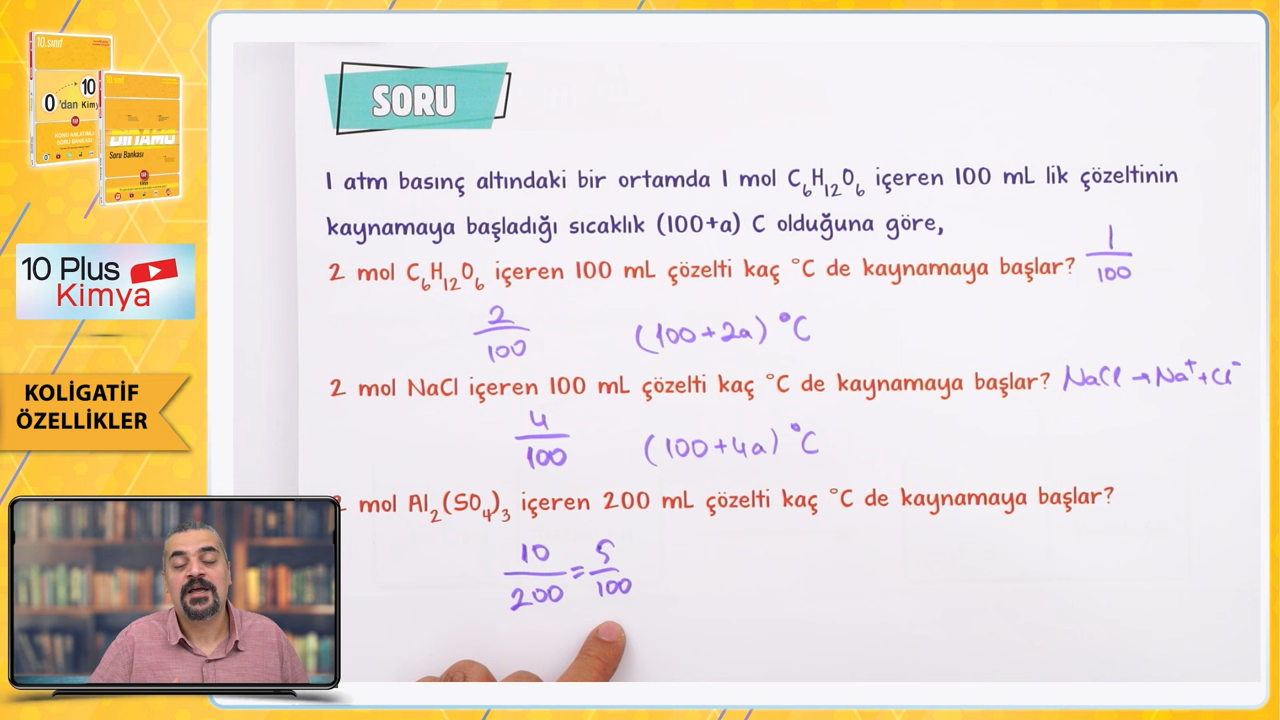 10.sınıf
0'dan 10
Kimya
KONU ANLATIMLI
SORU BANKASI
DİNAMO
Soru Bankası
10 Plus
Kimya
KOLİGATİF
ÖZELLİKLER
SORU
1 atm basınç altındaki bir ortamda 1 mol C₆H₁₂O₆ içeren 100 mL lik çözeltinin
kaynamaya başladığı sıcaklık (100+a) C olduğuna göre,
2 mol C₆H₁₂O₆ içeren 100 mL çözelti kaç °C de kaynamaya başlar? 1/100
2/100 (100+2a) °C
2 mol NaCl içeren 100 mL çözelti kaç °C de kaynamaya başlar? NaCl → Na⁺ + Cl⁻
4/100 (100+4a) °C
mol Al₂(SO₄)₃ içeren 200 mL çözelti kaç °C de kaynamaya başlar?
10/200 = 5/100